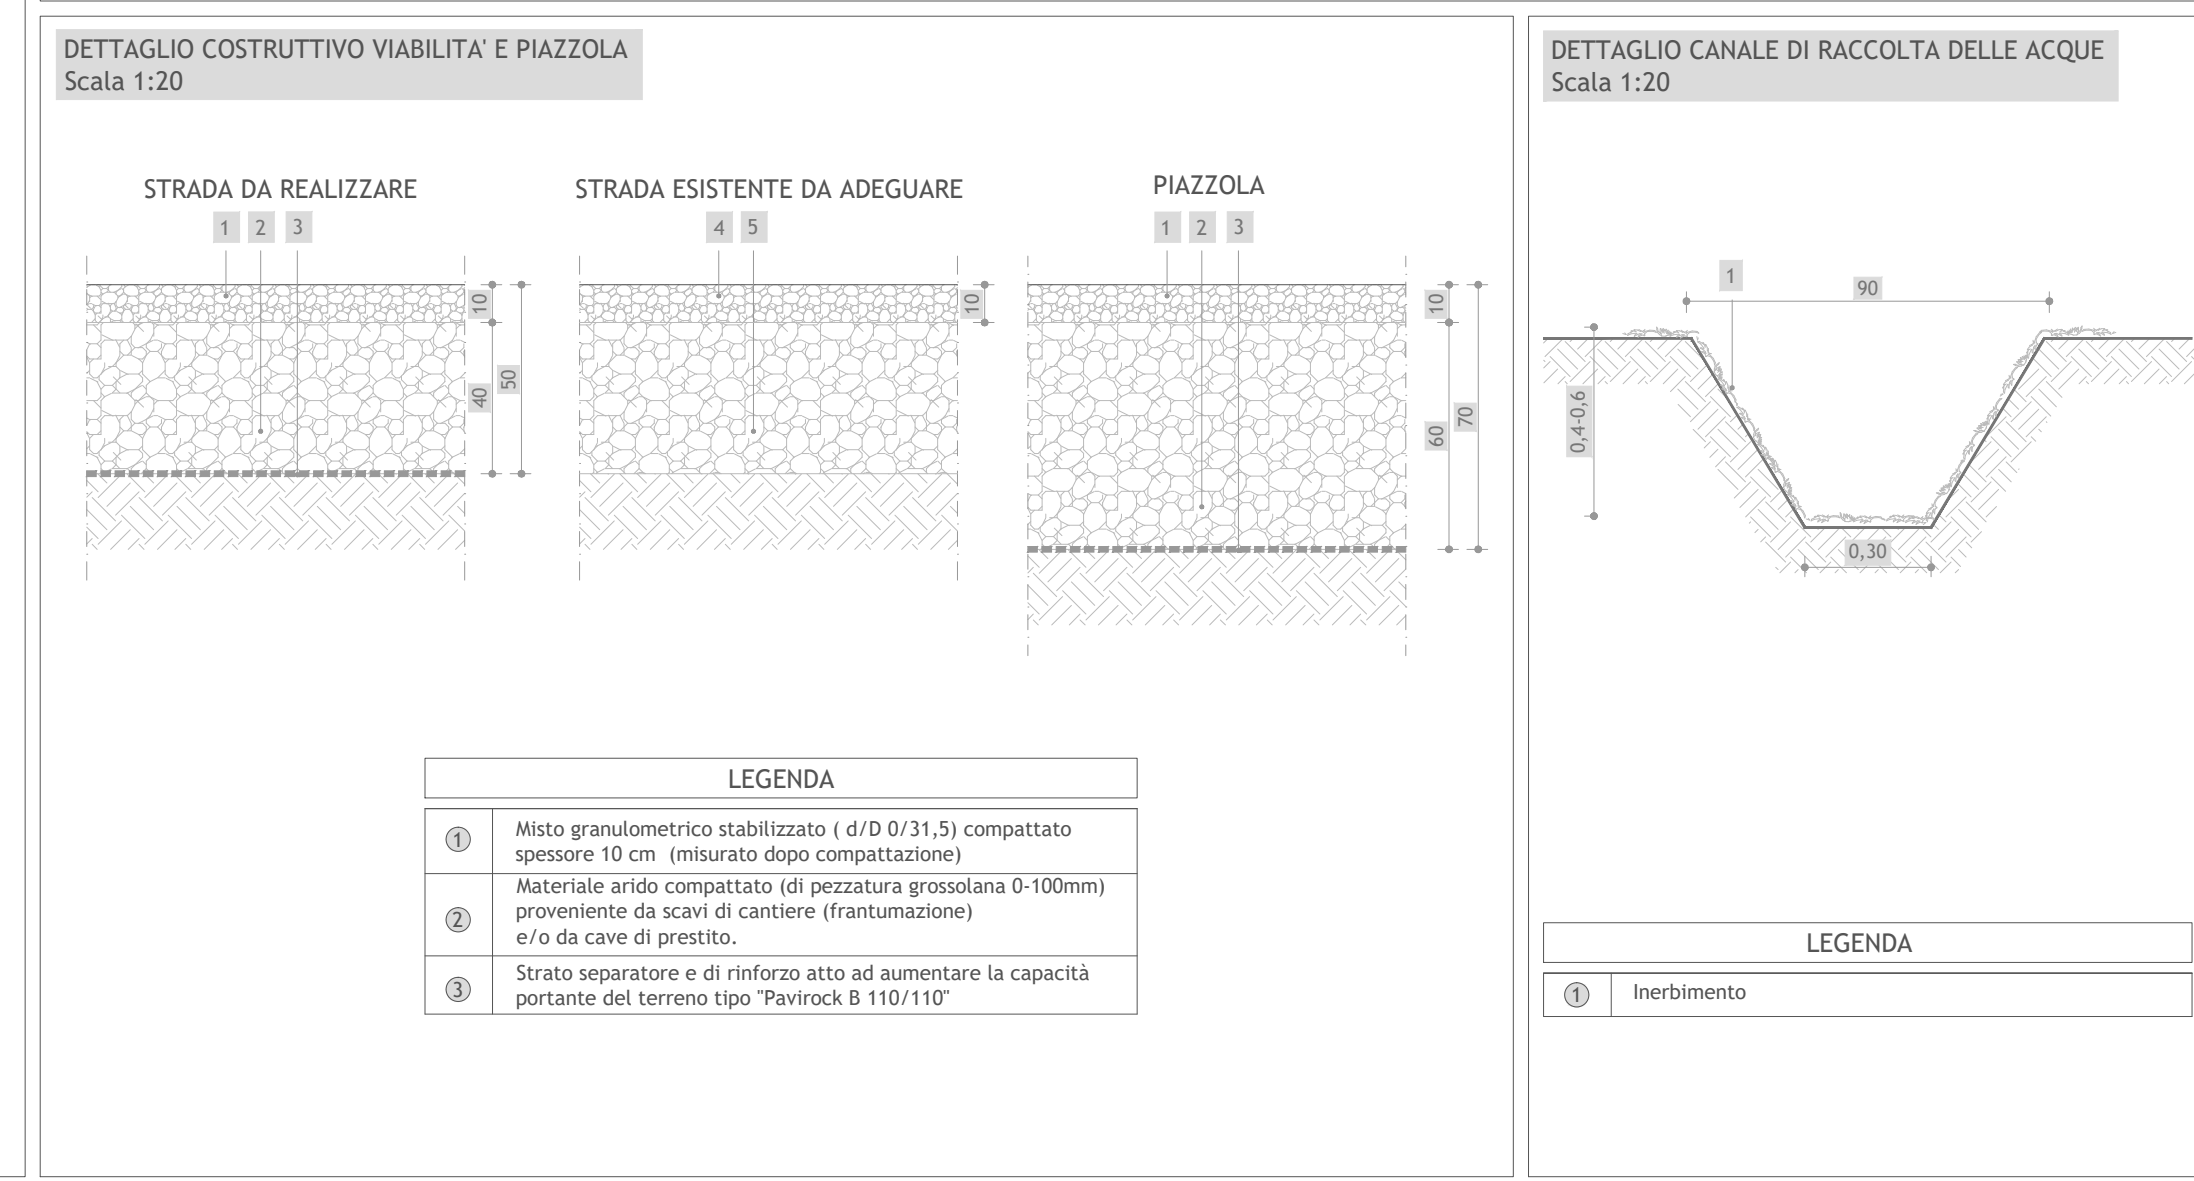 DETTAGLIO COSTRUTTIVO VIABILITA' E PIAZZOLA
Scala 1:20
STRADA DA REALIZZARE
1 2 3
10
40
50
STRADA ESISTENTE DA ADEGUARE
4 5
10
PIAZZOLA
1 2 3
10
60
70
LEGENDA
1 Misto granulometrico stabilizzato ( d/D 0/31,5) compattato
spessore 10 cm (misurato dopo compattazione)
2 Materiale arido compattato (di pezzatura grossolana 0-100mm)
proveniente da scavi di cantiere (frantumazione)
e/o da cave di prestito.
3 Strato separatore e di rinforzo atto ad aumentare la capacità
portante del terreno tipo "Pavirock B 110/110"
DETTAGLIO CANALE DI RACCOLTA DELLE ACQUE
Scala 1:20
1
90
0,4-0,6
0,30
LEGENDA
1 Inerbimento